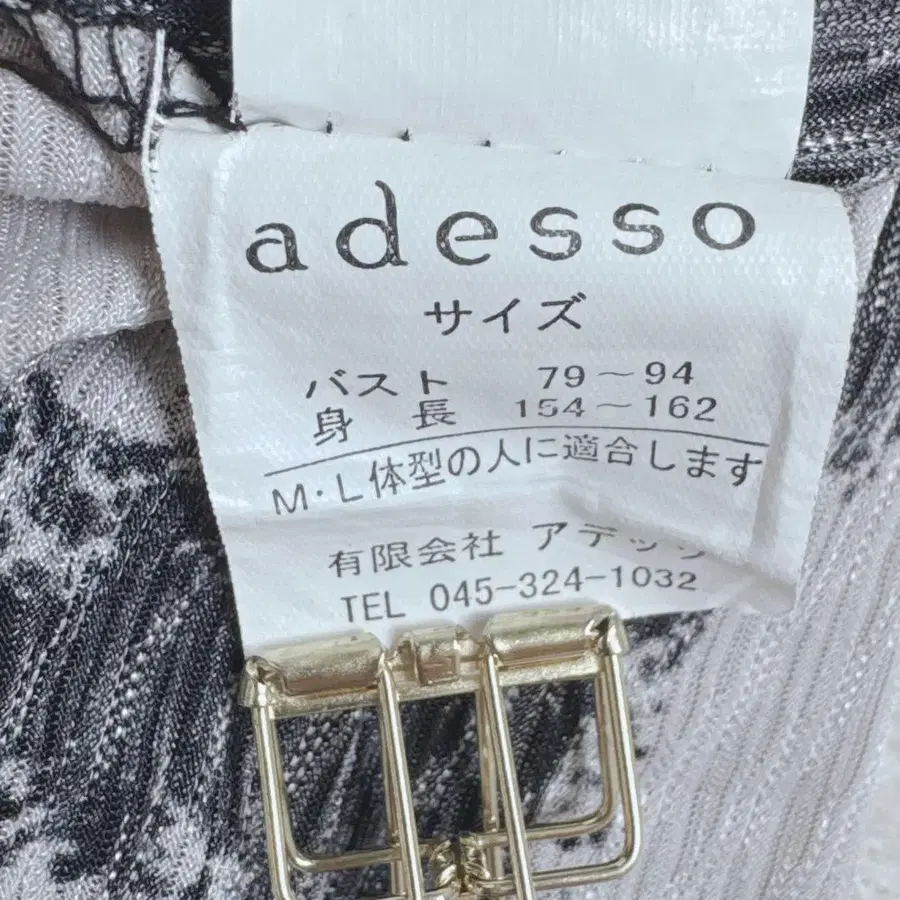 adesso
サイズ
バスト 79～94
身 長 154～162
M・L体型の人に適合します
有限会社 アデッソ
TEL 045-324-1032